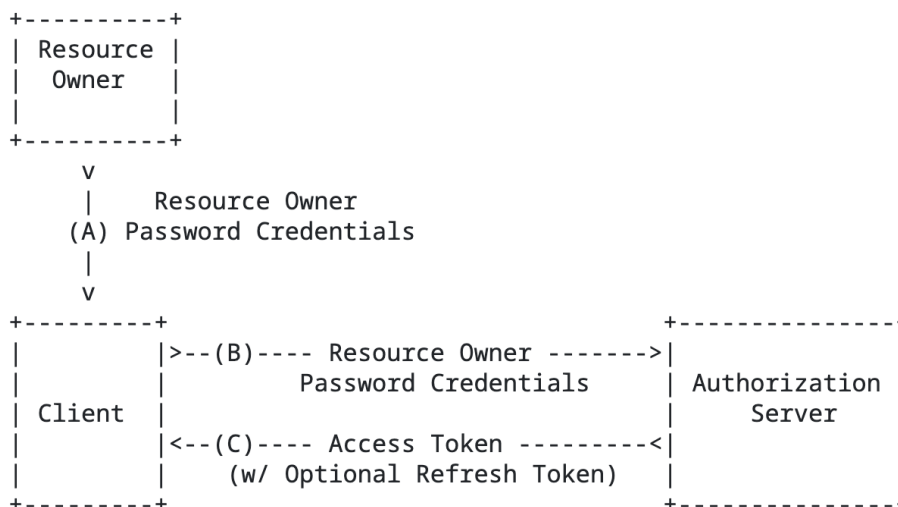 +----------+
| Resource |
|  Owner   |
|          |
+----------+
     v
     |    Resource Owner
    (A) Password Credentials
     |
     v
+---------+                                  +---------------
|         |>--(B)---- Resource Owner ------->|
|         |         Password Credentials     | Authorization
| Client  |                                  |     Server
|         |<--(C)---- Access Token ---------<|
|         |    (w/ Optional Refresh Token)   |
+---------+                                  +---------------